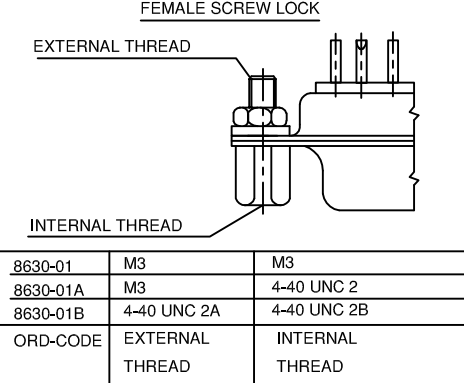 FEMALE SCREW LOCK
EXTERNAL THREAD
INTERNAL THREAD
8630-01 M3 M3
8630-01A M3 4-40 UNC 2
8630-01B 4-40 UNC 2A 4-40 UNC 2B
ORD-CODE EXTERNAL INTERNAL
THREAD THREAD